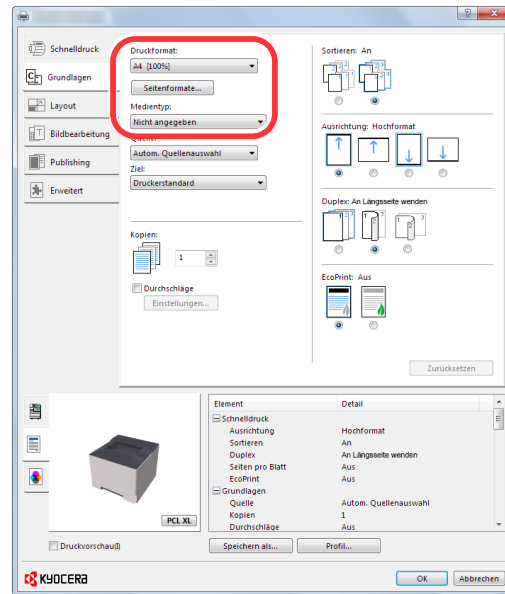 Schnelldruck
Grundlagen
Layout
Bildbearbeitung
Publishing
Erweitert
Druckformat:
A4 [100%]
Seitenformate...
Medientyp:
Nicht angegeben
Quelle:
Autom. Quellenauswahl
Ziel:
Druckerstandard
Kopien:
1
Durchschläge
Einstellungen...
Sortieren: An
Ausrichtung: Hochformat
Duplex: An Längsseite wenden
EcoPrint: Aus
Zurücksetzen
PCL XL
Druckvorschau(I)
Element Detail
Schnelldruck
Ausrichtung Hochformat
Sortieren An
Duplex An Längsseite wenden
Seiten pro Blatt Aus
EcoPrint Aus
Grundlagen
Quelle Autom. Quellenauswahl
Kopien 1
Durchschläge Aus
Speichern als... Profil...
KYOCERA
OK Abbrechen